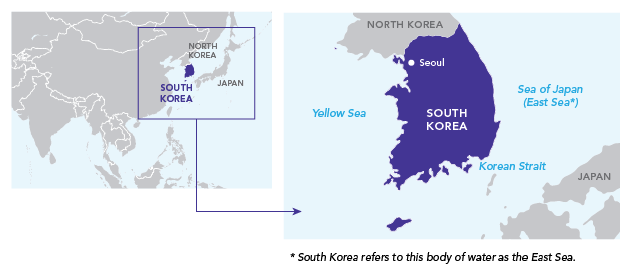 NORTH
KOREA
SOUTH
KOREA
JAPAN
NORTH KOREA
Seoul
Sea of Japan
(East Sea*)
Yellow Sea
SOUTH
KOREA
Korean Strait
JAPAN
* South Korea refers to this body of water as the East Sea.